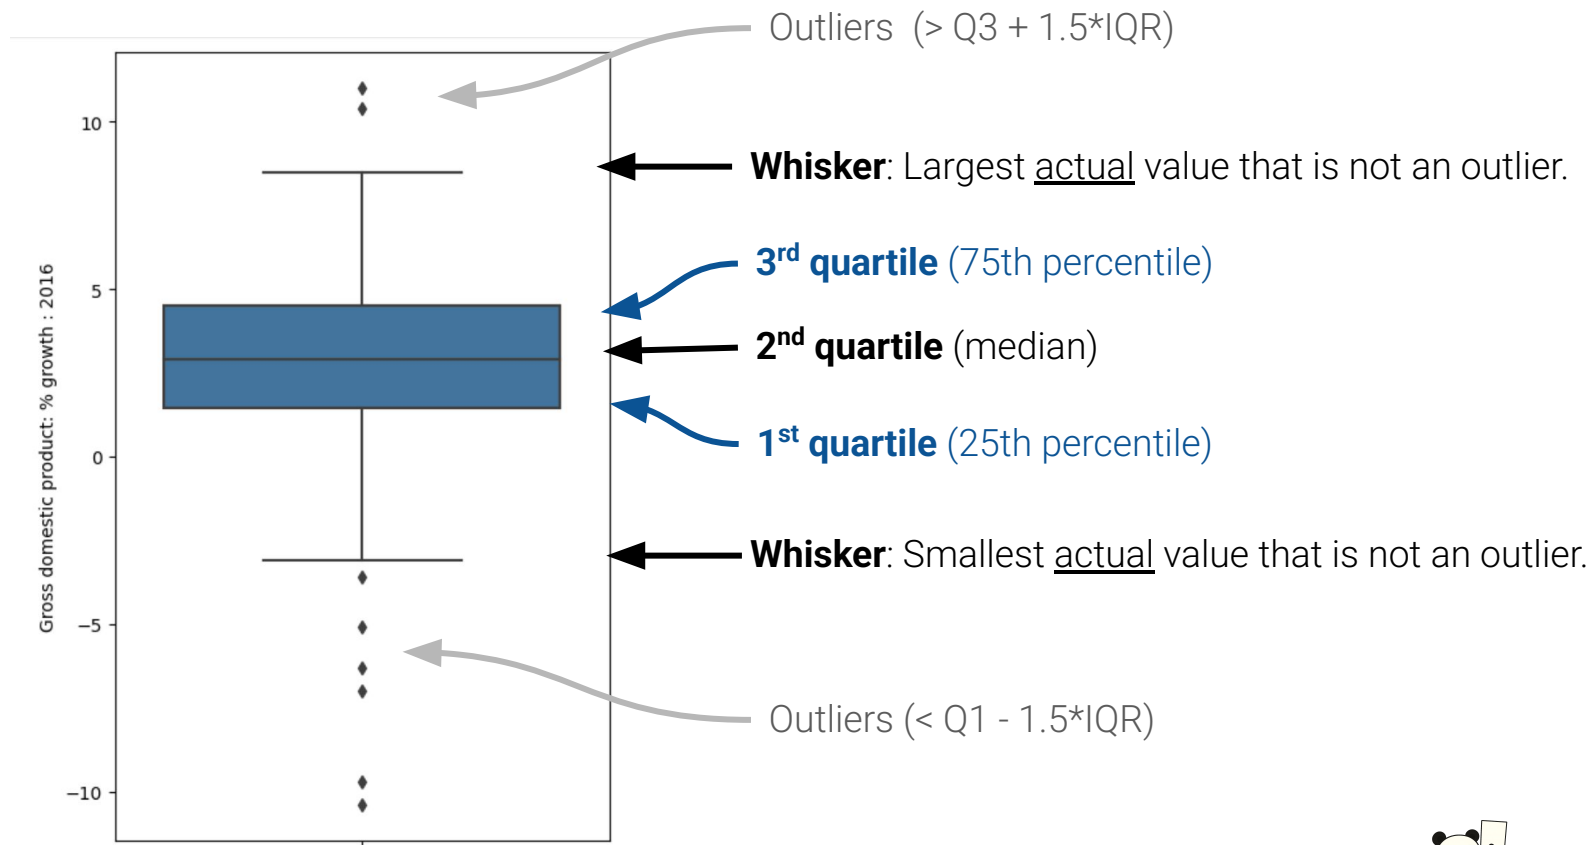 Outliers (> Q3 + 1.5*IQR)
10
Whisker: Largest actual value that is not an outlier.
3rd quartile (75th percentile)
5
2nd quartile (median)
1st quartile (25th percentile)
0
Gross domestic product: % growth : 2016
Whisker: Smallest actual value that is not an outlier.
−5
Outliers (< Q1 - 1.5*IQR)
−10